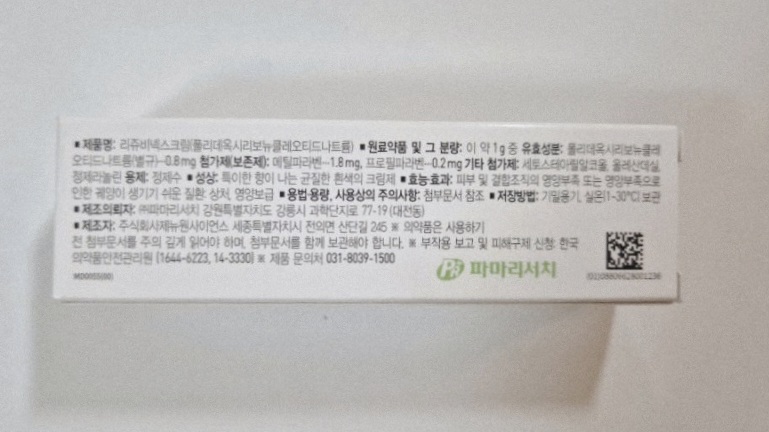 ■ 제품명: 리쥬비넥스크림(폴리데옥시리보뉴클레오티드나트륨) ■ 원료약품 및 그 분량: 이 약 1g 중 유효성분: 폴리데옥시리보뉴클레
오티드나트륨(별규)···0.8mg 첨가제(보존제): 메틸파라벤···1.8mg, 프로필파라벤···0.2mg 기타 첨가제: 세토스테아릴알코올, 올레산데실,
정제라놀린 용제: 정제수 ■ 성상: 특이한 향이 나는 균질한 흰색의 크림제 ■ 효능·효과: 피부 및 결합조직의 영양부족 또는 영양부족으로
인한 궤양이 생기기 쉬운 질환: 상처, 영양보급 ■ 용법·용량, 사용상의 주의사항: 첨부문서 참조 ■ 저장방법: 기밀용기, 실온(1~30℃) 보관
■ 제조의뢰자: ㈜파마리서치 강원특별자치도 강릉시 과학단지로 77-19 (대전동)
■ 제조자: 주식회사제뉴원사이언스 세종특별자치시 전의면 산단길 245 ※ 의약품은 사용하기
전 첨부문서를 주의 깊게 읽어야 하며, 첨부문서를 함께 보관해야 합니다. ※ 부작용 보고 및 피해구제 신청: 한국
의약품안전관리원 (1644-6223, 14-3330) ※ 제품 문의처 031-8039-1500
파마리서치